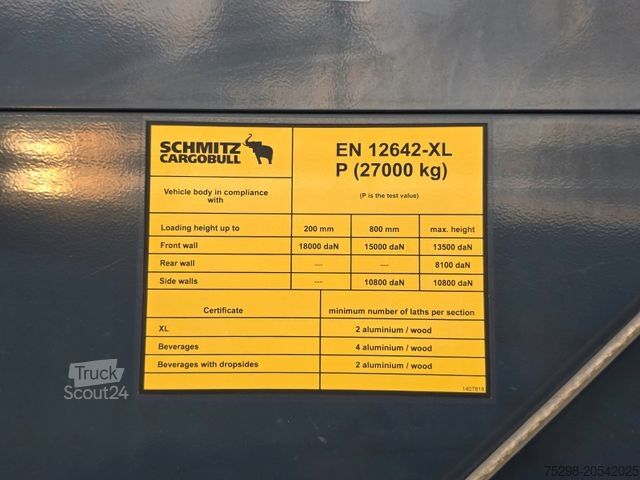 SCHMITZ
CARGOBULL
EN 12642-XL
P (27000 kg)
Vehicle body in compliance
with
(P is the test value)
Loading height up to 200 mm 800 mm max. height
Front wall 18000 daN 15000 daN 13500 daN
Rear wall --- --- 8100 daN
Side walls --- 10800 daN 10800 daN
Certificate minimum number of laths per section
XL 2 aluminium / wood
Beverages 4 aluminium / wood
Beverages with dropsides 2 aluminium / wood
1407818
Truck
Scout24
75298-20542025